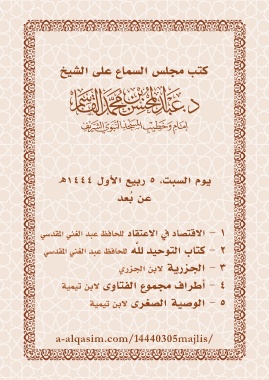 كتب مجلس السماع على الشيخ
د. عبدالمحسن بن محمد القاسم
إمام وخطيب المسجد النبوي الشريف
يوم السبت، ٥ ربيع الأول ١٤٤٤هـ
عن بُعد
١ - الاقتصاد في الاعتقاد للحافظ عبد الغني المقدسي
٢ - كتاب التوحيد لله للحافظ عبد الغني المقدسي
٣ - الجزرية لابن الجزري
٤ - أطراف مجموع الفتاوى لابن تيمية
٥ - الوصية الصغرى لابن تيمية
a-alqasim.com/14440305majlis/